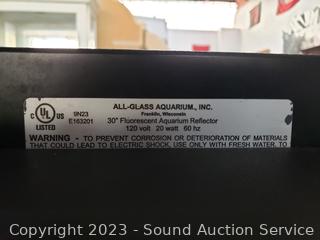 ALL-GLASS AQUARIUM, INC.
Franklin, Wisconsin
30" Fluorescent Aquarium Reflector
120 volt 20 watt 60 hz
C UL US
LISTED
9N23
E163201
WARNING - TO PREVENT CORROSION OR DETERIORATION OF MATERIALS
THAT COULD LEAD TO ELECTRIC SHOCK, USE ONLY WITH FRESH WATER, TO
Copyright 2023 - Sound Auction Service